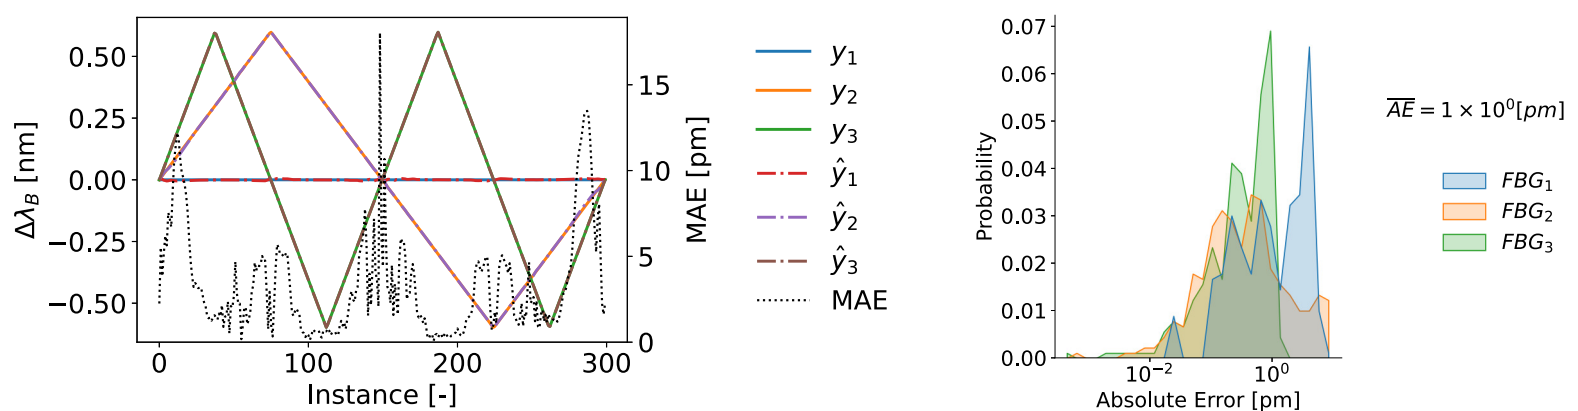 0.50
0.25
0.00
−0.25
−0.50
Δλ_B [nm]
0
100
200
300
Instance [-]
15
10
5
0
MAE [pm]
y_1
y_2
y_3
ŷ_1
ŷ_2
ŷ_3
MAE
0.07
0.06
0.05
0.04
0.03
0.02
0.01
0.00
Probability
10^−2
10^0
Absolute Error [pm]
A̅E̅ = 1 × 10^0[pm]
FBG_1
FBG_2
FBG_3